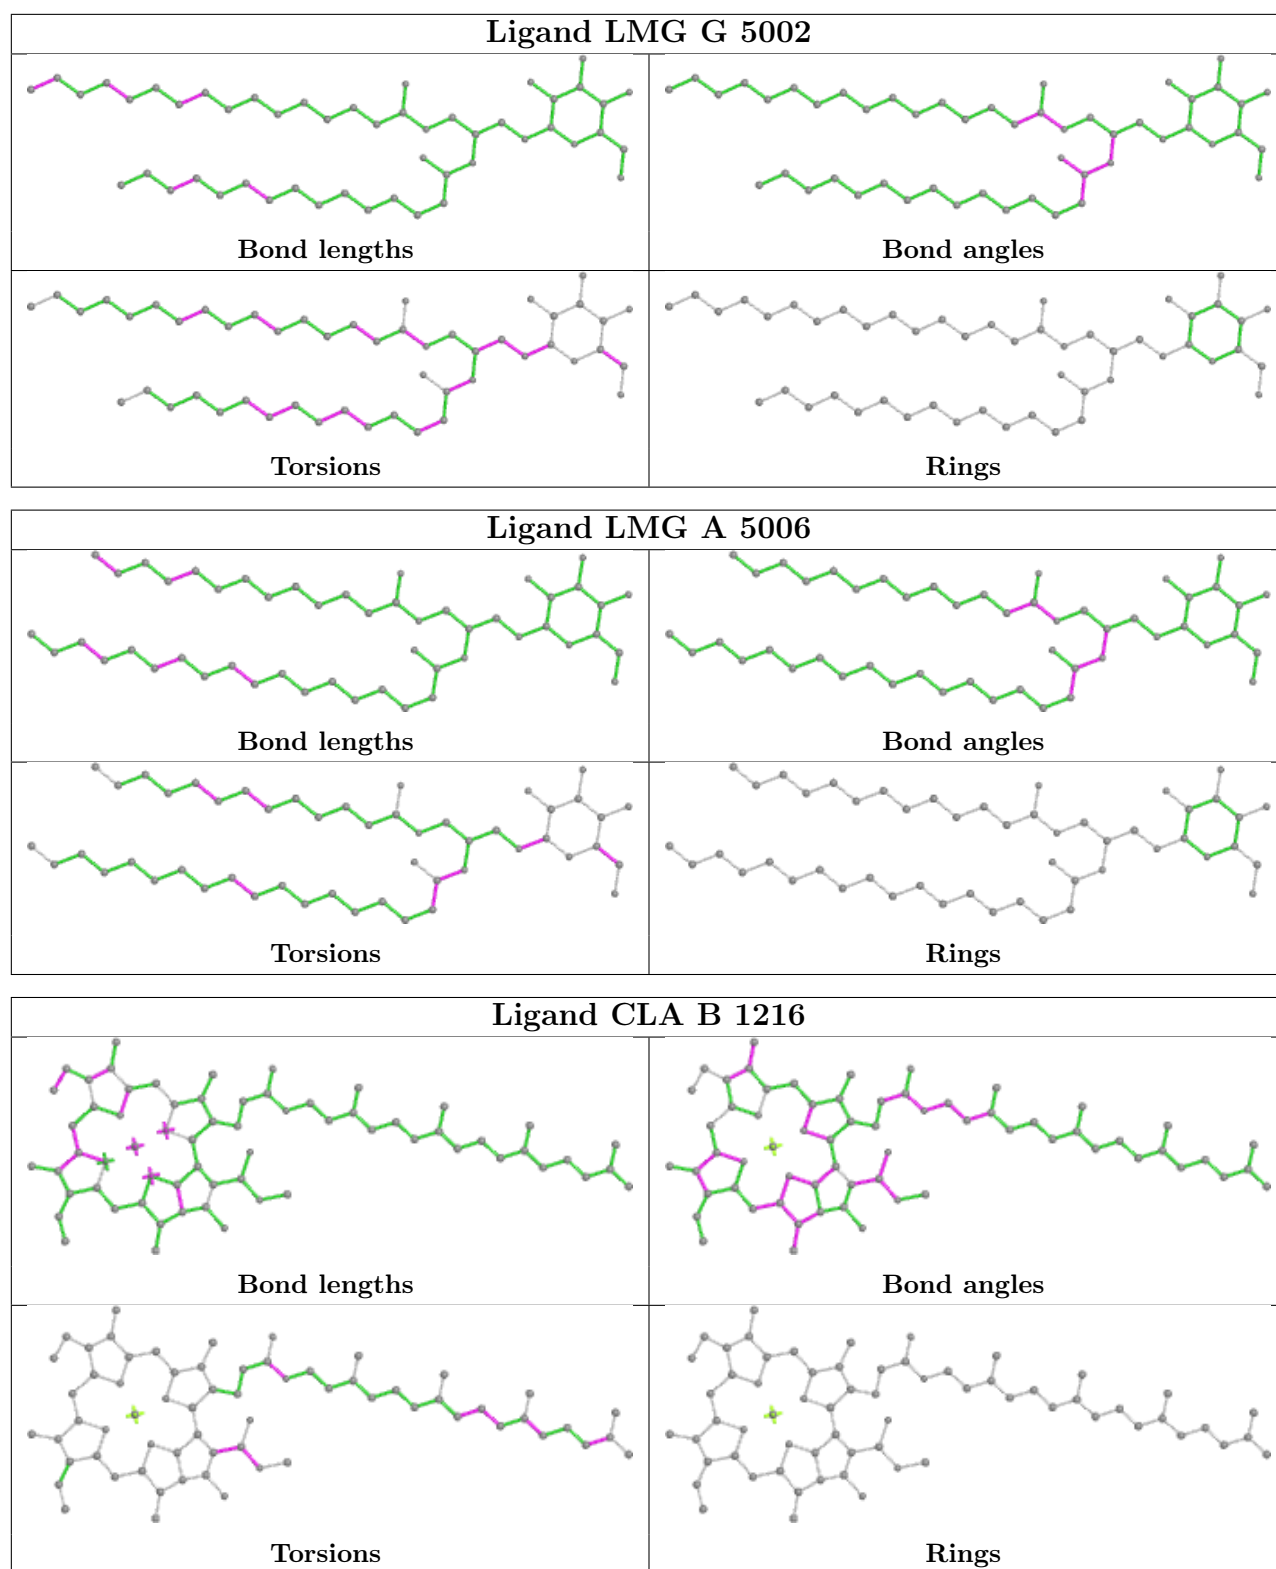 Ligand LMG G 5002
Bond lengths
Bond angles
Torsions
Rings
Ligand LMG A 5006
Bond lengths
Bond angles
Torsions
Rings
Ligand CLA B 1216
Bond lengths
Bond angles
Torsions
Rings